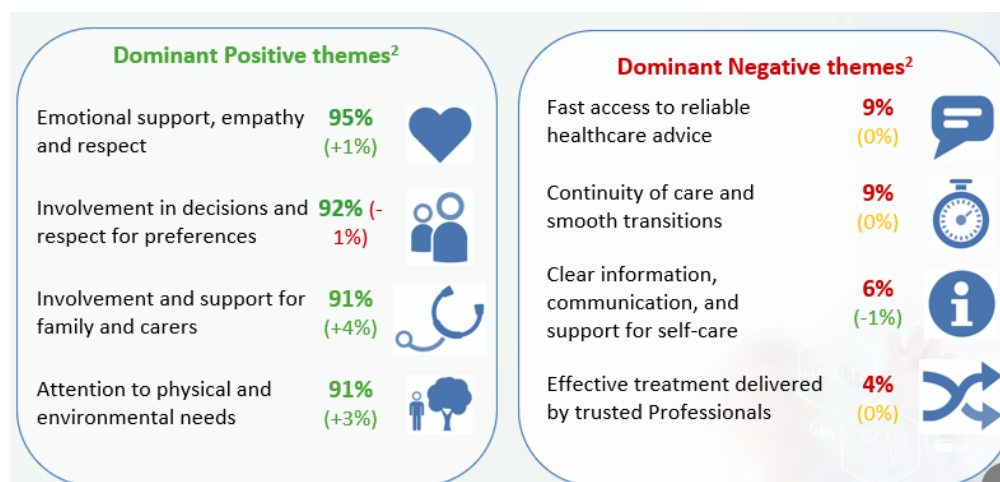 Dominant Positive themes²
Emotional support, empathy
and respect
95%
(+1%)
Involvement in decisions and
respect for preferences
92% (-
1%)
Involvement and support for
family and carers
91%
(+4%)
Attention to physical and
environmental needs
91%
(+3%)
Dominant Negative themes²
Fast access to reliable
healthcare advice
9%
(0%)
Continuity of care and
smooth transitions
9%
(0%)
Clear information,
communication, and
support for self-care
6%
(-1%)
Effective treatment delivered
by trusted Professionals
4%
(0%)